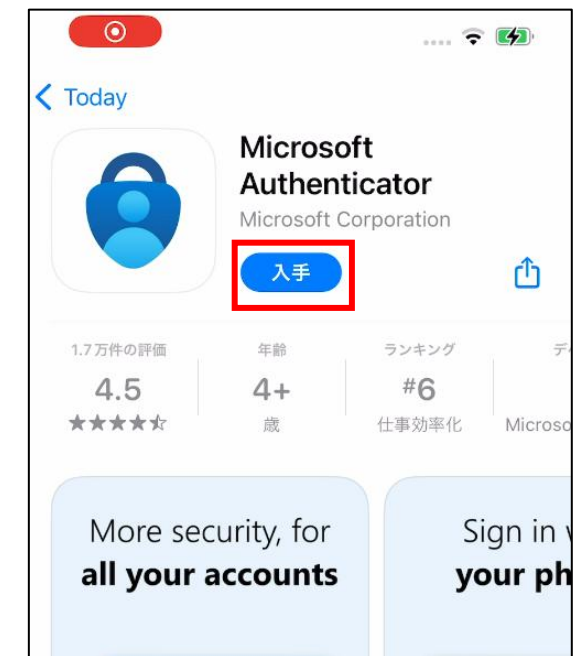 Today
Microsoft
Authenticator
Microsoft Corporation
入手
1.7万件の評価
年齢
ランキング
4.5
4+
#6
★★★★
歳
仕事効率化
More security, for
all your accounts
Sign in
your